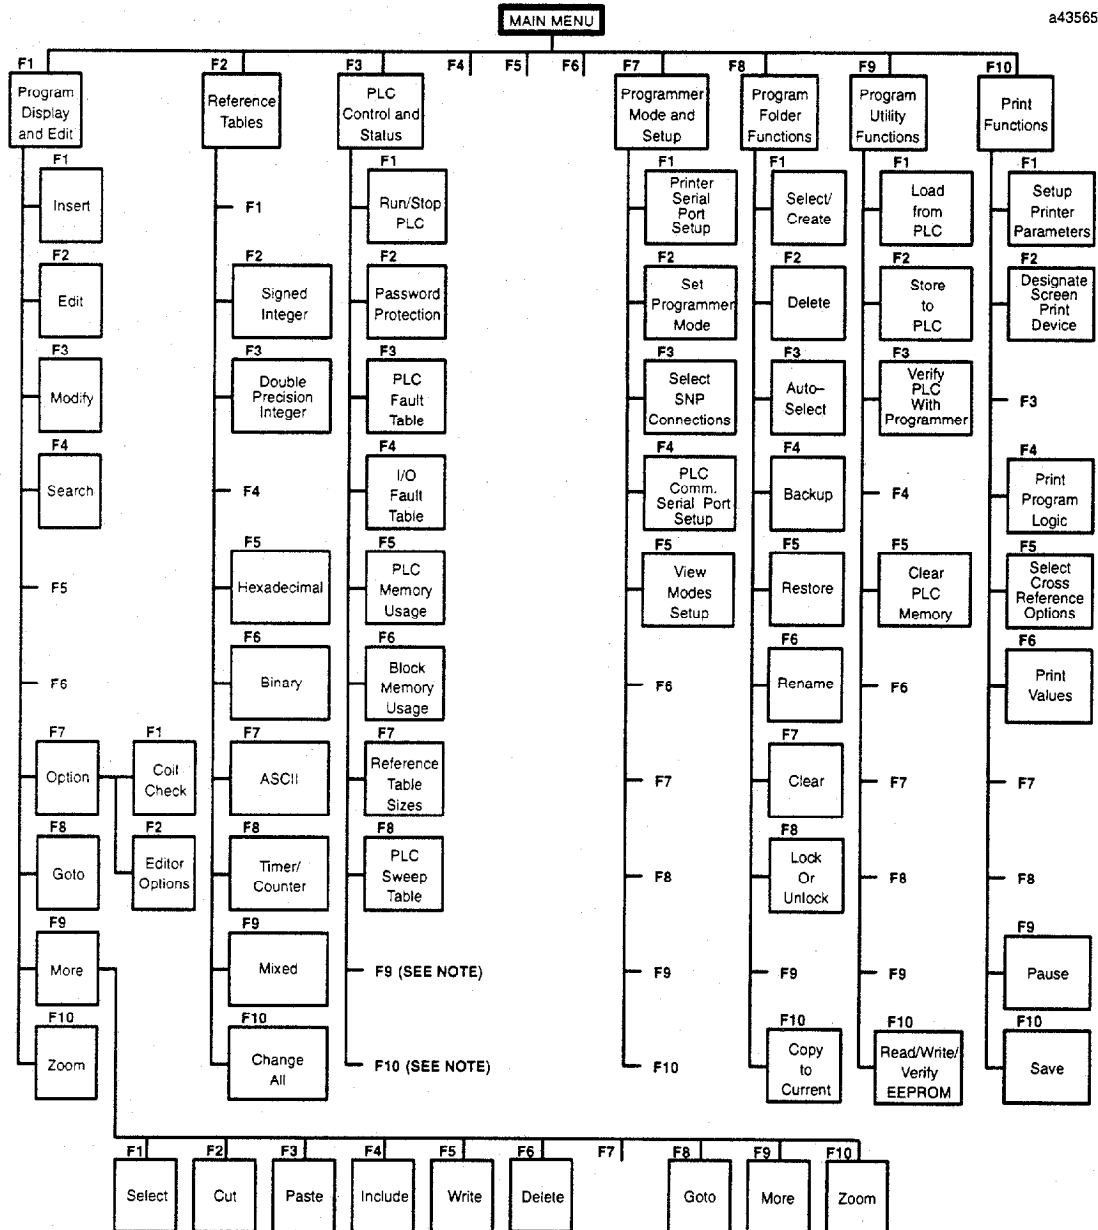 MAIN MENU
a43565
F1
Program
Display
and Edit
F1
Insert
F2
Edit
F3
Modify
F4
Search
F5
F6
F7
Option
F1
Coil
Check
F2
Editor
Options
F8
Goto
F9
More
F10
Zoom
F2
Reference
Tables
F1
F2
Signed
Integer
F3
Double
Precision
Integer
F4
F5
Hexadecimal
F6
Binary
F7
ASCII
F8
Timer/
Counter
F9
Mixed
F10
Change
All
F3
PLC
Control and
Status
F1
Run/Stop
PLC
F2
Password
Protection
F3
PLC
Fault
Table
F4
I/O
Fault
Table
F5
PLC
Memory
Usage
F6
Block
Memory
Usage
F7
Reference
Table
Sizes
F8
PLC
Sweep
Table
F9 (SEE NOTE)
F10 (SEE NOTE)
F4
F5
F6
F7
Programmer
Mode and
Setup
F1
Printer
Serial
Port
Setup
F2
Set
Programmer
Mode
F3
Select
SNP
Connections
F4
PLC
Comm.
Serial Port
Setup
F5
View
Modes
Setup
F6
F7
F8
F9
F10
F8
Program
Folder
Functions
F1
Select/
Create
F2
Delete
F3
Auto–
Select
F4
Backup
F5
Restore
F6
Rename
F7
Clear
F8
Lock
Or
Unlock
F9
F10
Copy
to
Current
F9
Program
Utility
Functions
F1
Load
from
PLC
F2
Store
to
PLC
F3
Verify
PLC
With
Programmer
F4
F5
Clear
PLC
Memory
F6
F7
F8
F9
F10
Read/Write/
Verify
EEPROM
F10
Print
Functions
F1
Setup
Printer
Parameters
F2
Designate
Screen
Print
Device
F3
F4
Print
Program
Logic
F5
Select
Cross
Reference
Options
F6
Print
Values
F7
F8
F9
Pause
F10
Save
F1
Select
F2
Cut
F3
Paste
F4
Include
F5
Write
F6
Delete
F7
F8
Goto
F9
More
F10
Zoom